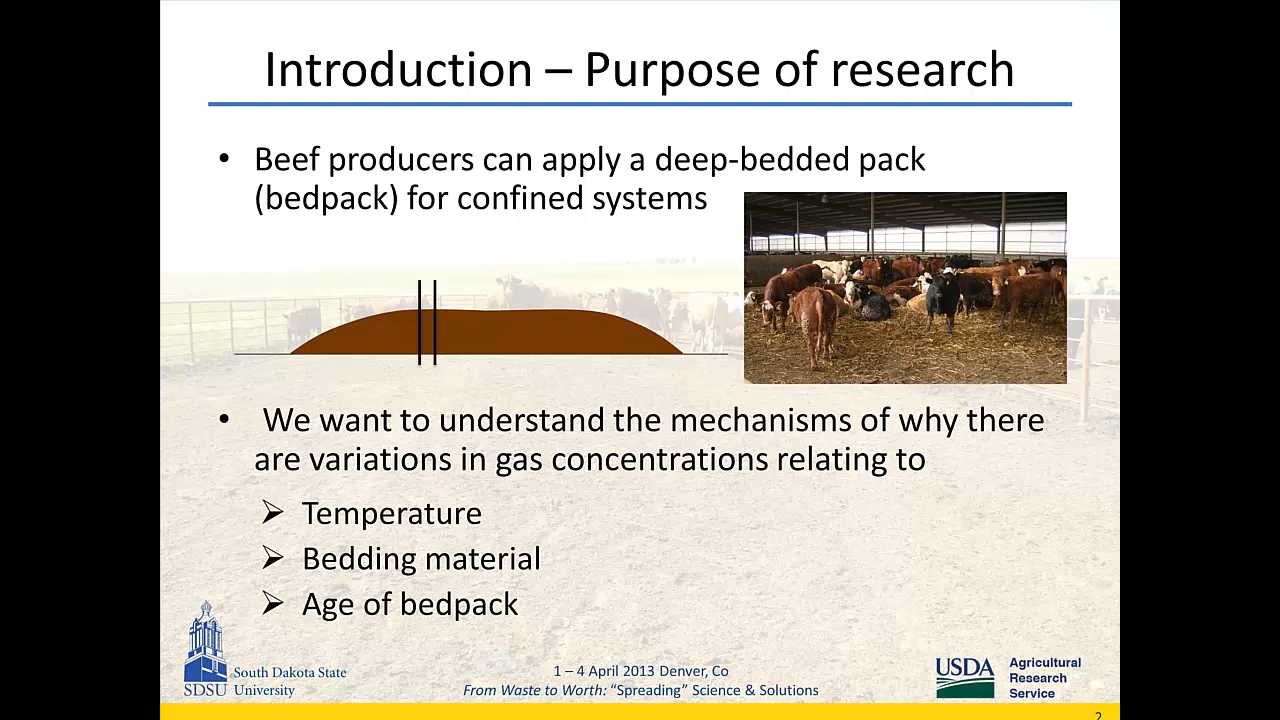 Introduction – Purpose of research
• Beef producers can apply a deep-bedded pack
(bedpack) for confined systems
• We want to understand the mechanisms of why there
are variations in gas concentrations relating to
➢ Temperature
➢ Bedding material
➢ Age of bedpack
SDSU
South Dakota State
University
1 – 4 April 2013 Denver, Co
From Waste to Worth: “Spreading” Science & Solutions
USDA
Agricultural
Research
Service
2